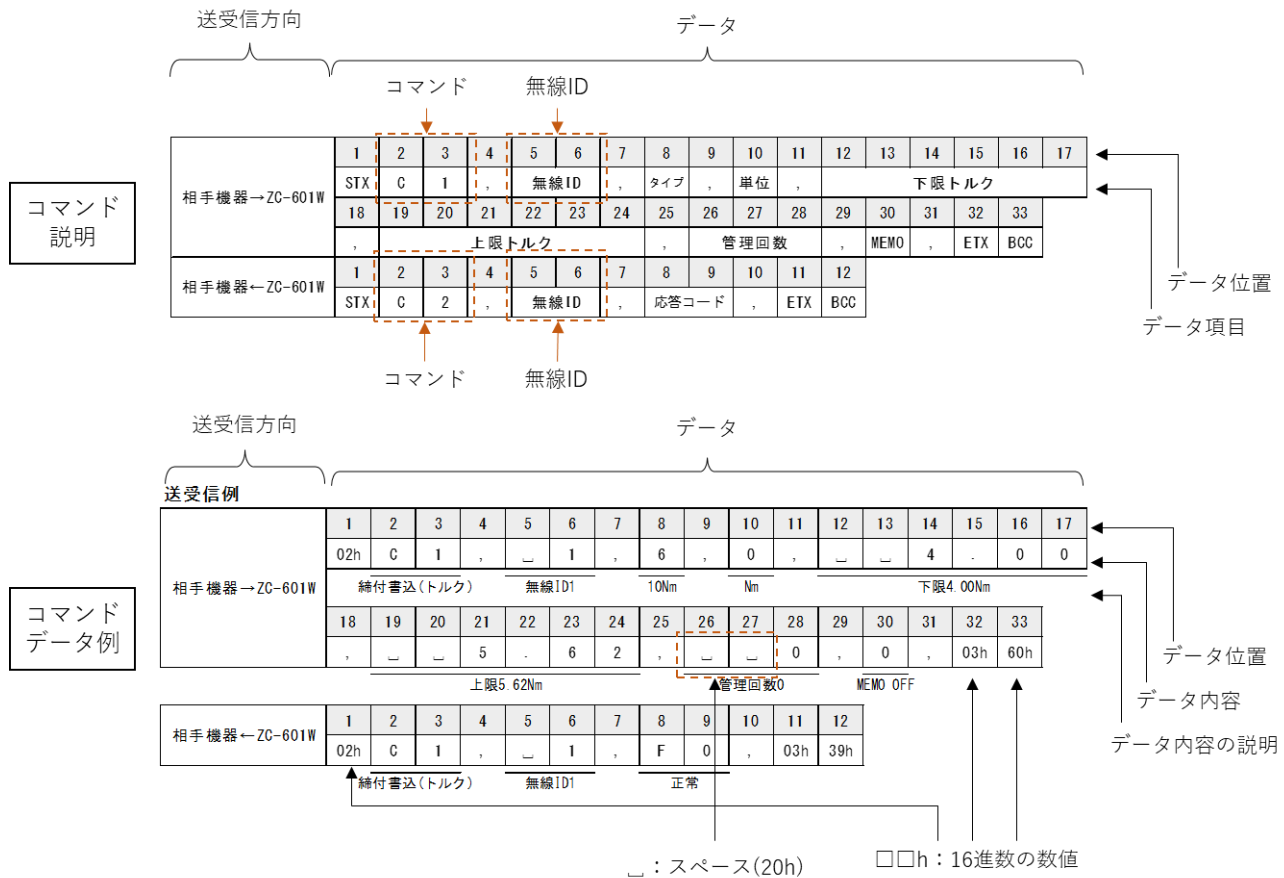 送受信方向 データ
コマンド 無線ID
コマンド
説明
相手機器→ZC-601W
1 2 3 4 5 6 7 8 9 10 11 12 13 14 15 16 17
STX C 1 , 無線ID , タイプ , 単位 , 下限トルク
18 19 20 21 22 23 24 25 26 27 28 29 30 31 32 33
, 上限トルク , 管理回数 , MEMO , ETX BCC
相手機器←ZC-601W
1 2 3 4 5 6 7 8 9 10 11 12
STX C 2 , 無線ID , 応答コード , ETX BCC
データ位置
データ項目
コマンド 無線ID
送受信方向 データ
送受信例
コマンド
データ例
相手機器→ZC-601W
1 2 3 4 5 6 7 8 9 10 11 12 13 14 15 16 17
02h C 1 , ␣ 1 , 6 , 0 , ␣ ␣ 4 . 0 0
締付書込(トルク) 無線ID1 10Nm Nm 下限4.00Nm
18 19 20 21 22 23 24 25 26 27 28 29 30 31 32 33
, ␣ ␣ 5 . 6 2 , ␣ ␣ 0 , 0 , 03h 60h
上限5.62Nm 管理回数0 MEMO OFF
相手機器←ZC-601W
1 2 3 4 5 6 7 8 9 10 11 12
02h C 1 , ␣ 1 , F 0 , 03h 39h
締付書込(トルク) 無線ID1 正常
データ位置
データ内容
データ内容の説明
␣：スペース(20h) □□h：16進数の数値